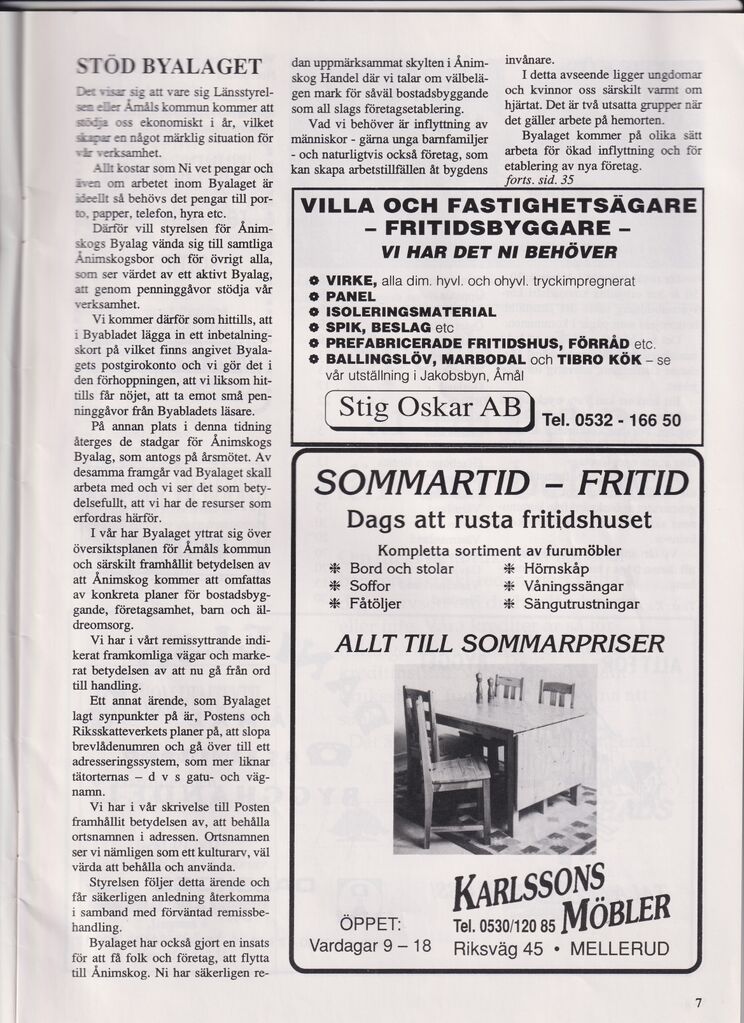 STÖD BYALAGET
Det visar sig att vare sig Länsstyrel-
sen eller Åmåls kommun kommer att
stödja oss ekonomiskt i år, vilket
skapar en något märklig situation för
vår verksamhet.
Allt kostar som Ni vet pengar och
även om arbetet inom Byalaget är
ideellt så behövs det pengar till por-
to, papper, telefon, hyra etc.
Därför vill styrelsen för Ånim-
skogs Byalag vända sig till samtliga
Ånimskogsbor och för övrigt alla,
som ser värdet av ett aktivt Byalag,
att genom penninggåvor stödja vår
verksamhet.
Vi kommer därför som hittills, att
i Byabladet lägga in ett inbetalning-
skort på vilket finns angivet Byala-
gets postgirokonto och vi gör det i
den förhoppningen, att vi liksom hit-
tills får nöjet, att ta emot små pen-
ninggåvor från Byabladets läsare.
På annan plats i denna tidning
återges de stadgar för Ånimskogs
Byalag, som antogs på årsmötet. Av
desamma framgår vad Byalaget skall
arbeta med och vi ser det som bety-
delsefullt, att vi har de resurser som
erfordras härför.
I vår har Byalaget yttrat sig över
översiktsplanen för Åmåls kommun
och särskilt framhållit betydelsen av
att Ånimskog kommer att omfattas
av konkreta planer för bostadsbyg-
gande, företagsamhet, barn och äl-
dreomsorg.
Vi har i vårt remissyttrande indi-
kerat framkomliga vägar och marke-
rat betydelsen av att nu gå från ord
till handling.
Ett annat ärende, som Byalaget
lagt synpunkter på är, Postens och
Riksskatteverkets planer på, att slopa
brevlådenumren och gå över till ett
adresseringssystem, som mer liknar
tätorternas – d v s gatu- och väg-
namn.
Vi har i vår skrivelse till Posten
framhållit betydelsen av, att behålla
ortsnamnen i adressen. Ortsnamnen
ser vi nämligen som ett kulturarv, väl
värda att behålla och använda.
Styrelsen följer detta ärende och
får säkerligen anledning återkomma
i samband med förväntad remissbe-
handling.
Byalaget har också gjort en insats
för att få folk och företag, att flytta
till Ånimskog. Ni har säkerligen re-
dan uppmärksammat skylten i Ånim-
skog Handel där vi talar om välbelä-
gen mark för såväl bostadsbyggande
som all slags företagsetablering.
Vad vi behöver är inflyttning av
människor - gärna unga barnfamiljer
- och naturligtvis också företag, som
kan skapa arbetstillfällen åt bygdens
invånare.
I detta avseende ligger ungdomar
och kvinnor oss särskilt varmt om
hjärtat. Det är två utsatta grupper när
det gäller arbete på hemorten.
Byalaget kommer på olika sätt
arbeta för ökad inflyttning och för
etablering av nya företag.
forts. sid. 35
VILLA OCH FASTIGHETSÄGARE
– FRITIDSBYGGARE –
VI HAR DET NI BEHÖVER
VIRKE, alla dim. hyvl. och ohyvl. tryckimpregnerat
PANEL
ISOLERINGSMATERIAL
SPIK, BESLAG etc
PREFABRICERADE FRITIDSHUS, FÖRRÅD etc.
BALLINGSLÖV, MARBODAL och TIBRO KÖK – se
vår utställning i Jakobsbyn, Åmål
Stig Oskar AB
Tel. 0532 - 166 50
SOMMARTID – FRITID
Dags att rusta fritidshuset
Kompletta sortiment av furumöbler
❋ Bord och stolar
❋ Soffor
❋ Fåtöljer
❋ Hörnskåp
❋ Våningssängar
❋ Sängutrustningar
ALLT TILL SOMMARPRISER
KARLSSONS
MÖBLER
Tel. 0530/120 85
ÖPPET:
Vardagar 9 – 18
Riksväg 45 • MELLERUD
7